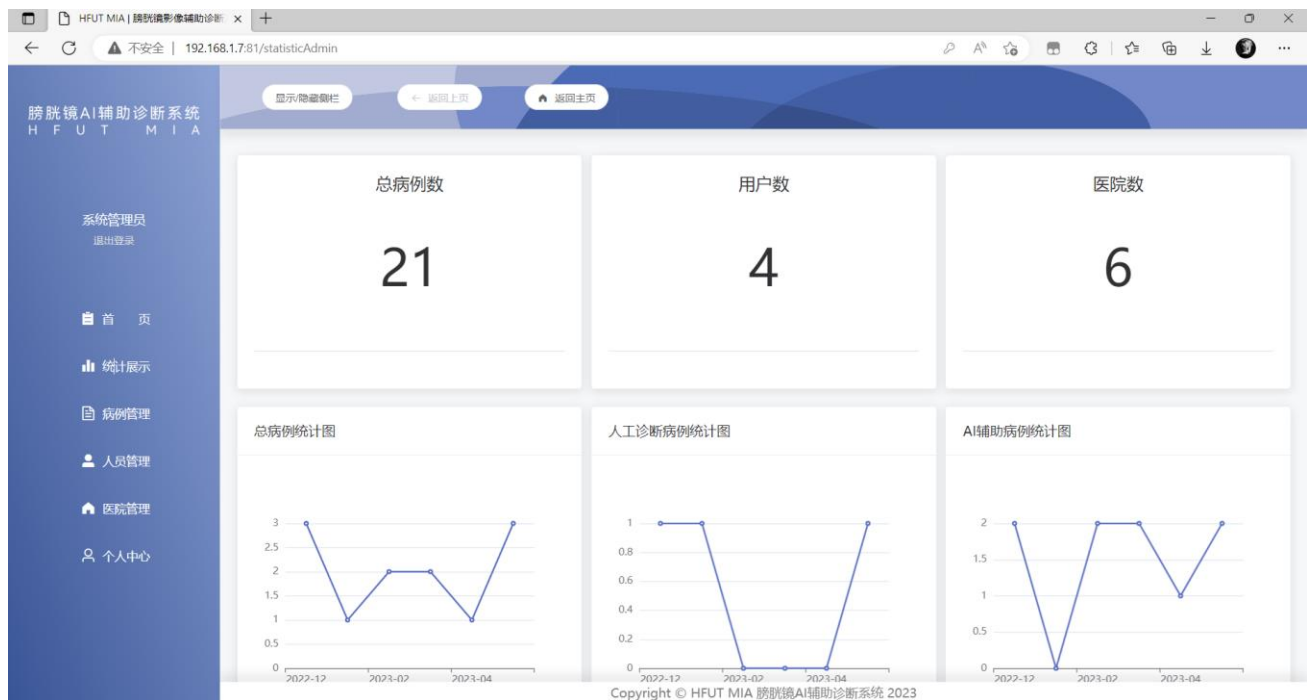 HFUT MIA | 膀胱镜影像辅助诊断
不安全 | 192.168.1.7:81/statisticAdmin
膀胱镜AI辅助诊断系统
HFUT MIA
系统管理员
退出登录
首 页
统计展示
病例管理
人员管理
医院管理
个人中心
显示/隐藏侧栏
← 返回上页
返回主页
总病例数
21
用户数
4
医院数
6
总病例统计图
3
2.5
2
1.5
1
0.5
0
2022-12 2023-02 2023-04
人工诊断病例统计图
1
0.8
0.6
0.4
0.2
0
2022-12 2023-02 2023-04
AI辅助病例统计图
2
1.5
1
0.5
0
2022-12 2023-02 2023-04
Copyright © HFUT MIA 膀胱镜AI辅助诊断系统 2023